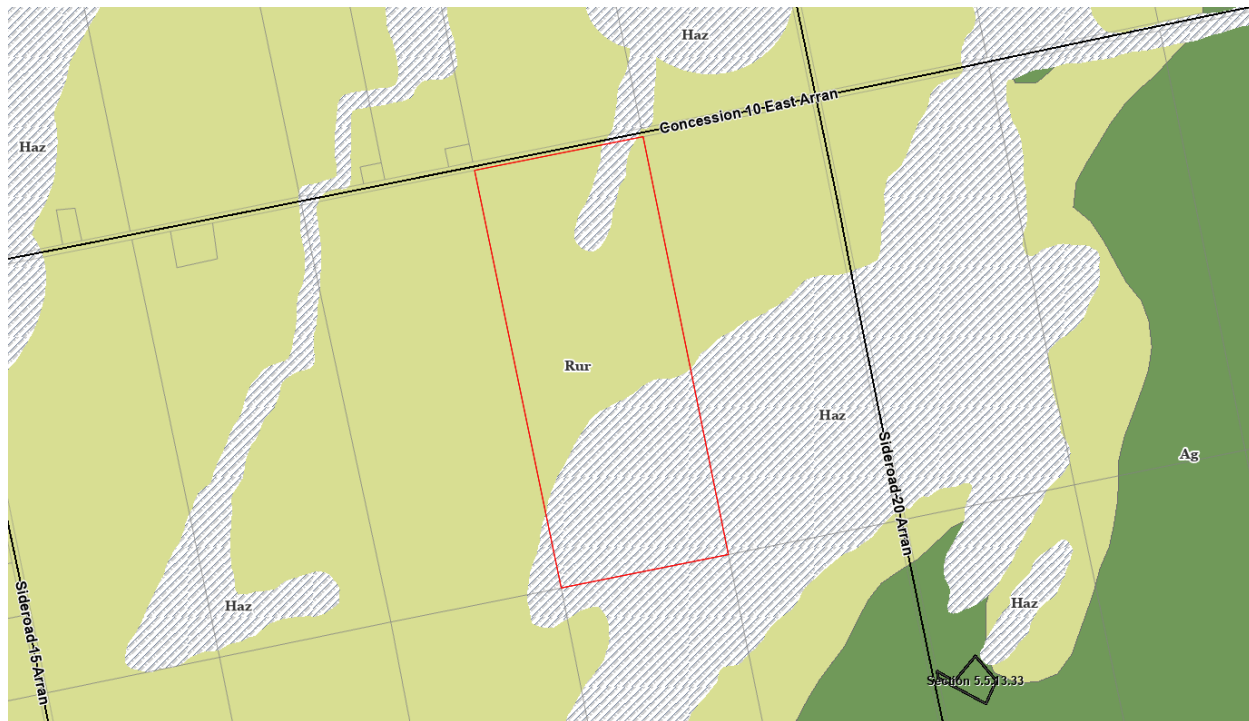 Haz
Haz
Concession 10 East Arran
Rur
Haz
Sideroad 20 Arran
Ag
Haz
Haz
Sideroad 15 Arran
Section 5.5.13.33